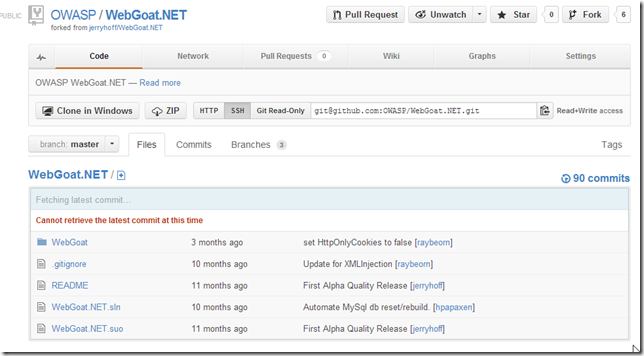 PUBLIC OWASP / WebGoat.NET Pull Request Unwatch Star 0 Fork 6
forked from jerryhoff/WebGoat.NET
Code Network Pull Requests 0 Wiki Graphs Settings
OWASP WebGoat.NET — Read more
Clone in Windows ZIP HTTP SSH Git Read-Only git@github.com:OWASP/WebGoat.NET.git Read+Write access
branch: master Files Commits Branches 3 Tags
WebGoat.NET / 90 commits
Fetching latest commit…
Cannot retrieve the latest commit at this time
WebGoat 3 months ago set HttpOnlyCookies to false [raybeorn]
.gitignore 10 months ago Update for XMLInjection [raybeorn]
README 11 months ago First Alpha Quality Release [jerryhoff]
WebGoat.NET.sln 10 months ago Automate MySql db reset/rebuild. [hpapaxen]
WebGoat.NET.suo 11 months ago First Alpha Quality Release [jerryhoff]